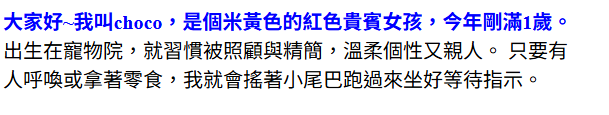 大家好~我叫choco，是個米黃色的紅色貴賓女孩，今年剛滿1歲。
出生在寵物院，就習慣被照顧與精簡，溫柔個性又親人。 只要有
人呼喚或拿著零食，我就會搖著小尾巴跑過來坐好等待指示。